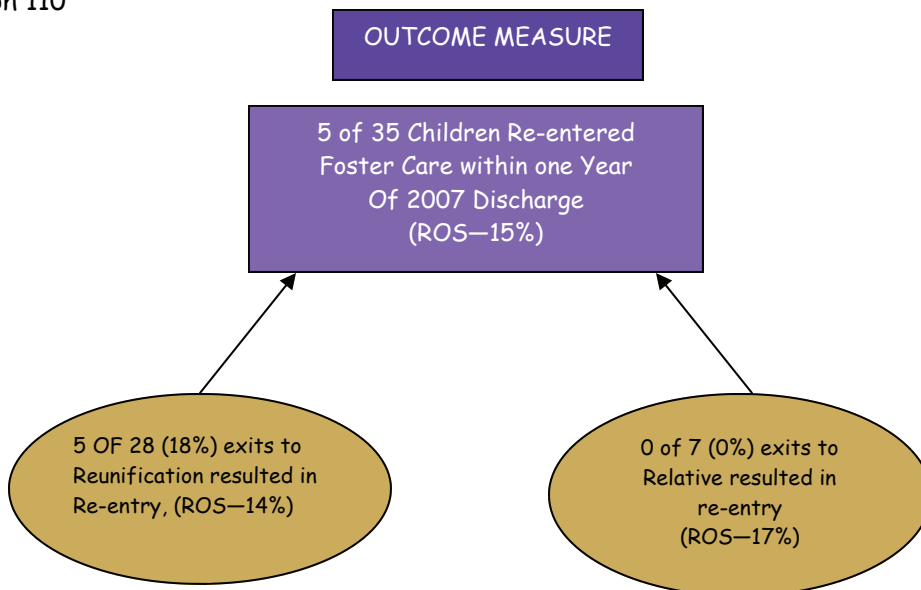 110
OUTCOME MEASURE
5 of 35 Children Re-entered
Foster Care within one Year
Of 2007 Discharge
(ROS—15%)
5 OF 28 (18%) exits to
Reunification resulted in
Re-entry, (ROS—14%)
0 of 7 (0%) exits to
Relative resulted in
re-entry
(ROS—17%)